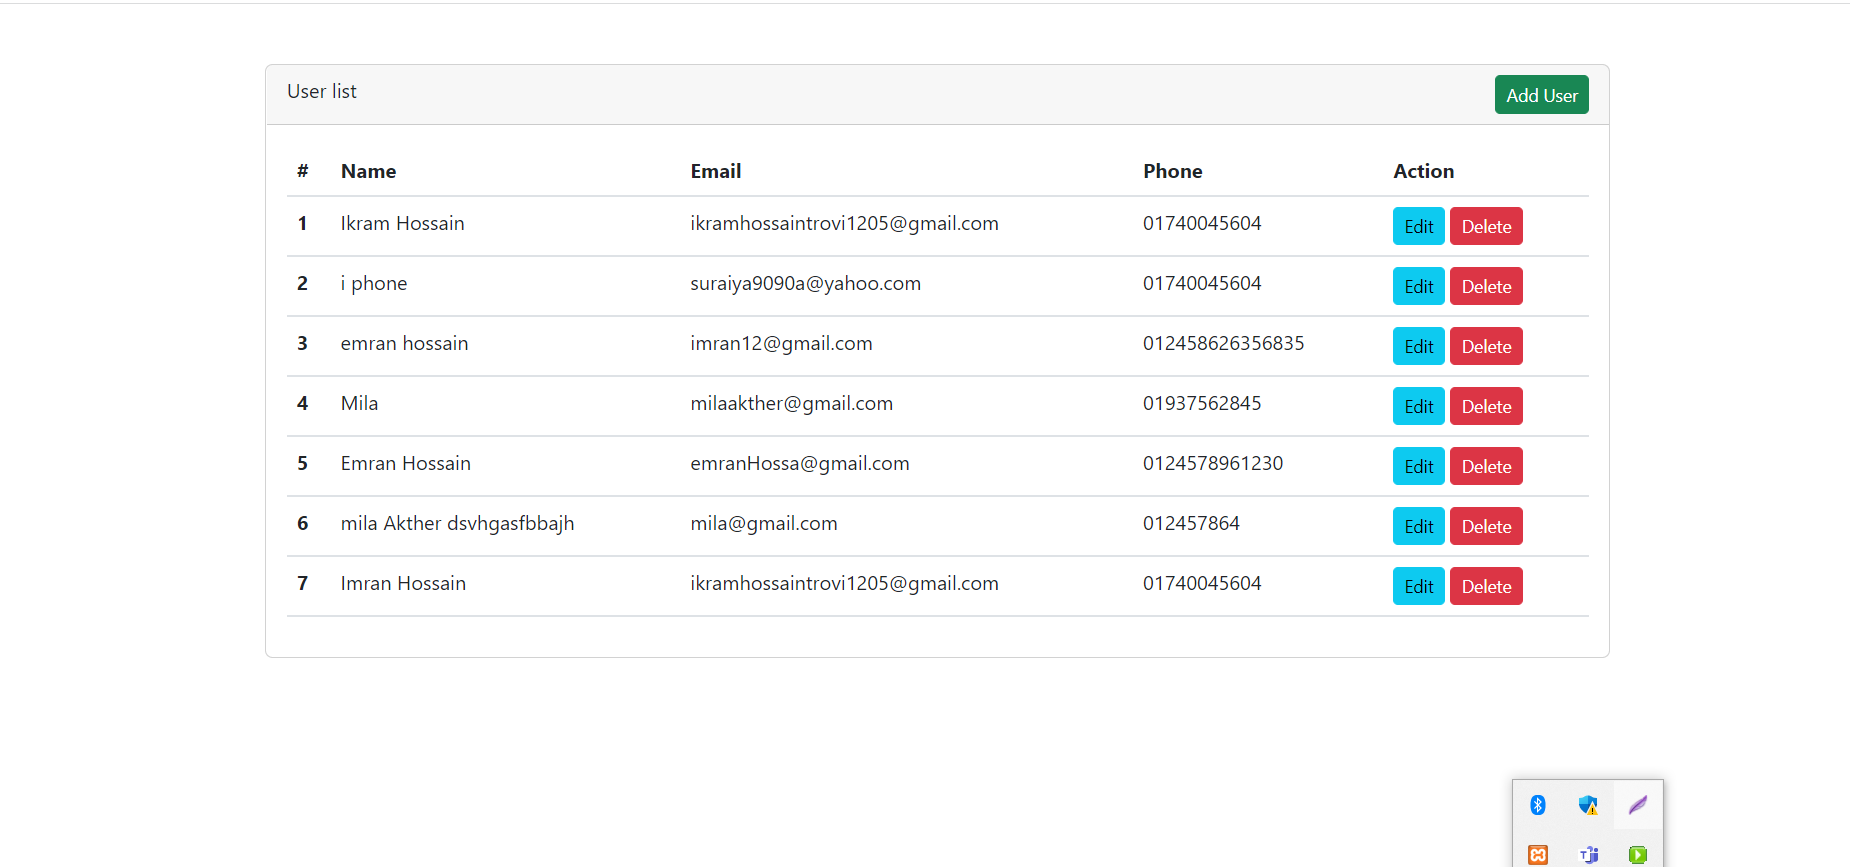 User list Add User
# Name Email Phone Action
1 Ikram Hossain ikramhossaintrovi1205@gmail.com 01740045604 Edit Delete
2 i phone suraiya9090a@yahoo.com 01740045604 Edit Delete
3 emran hossain imran12@gmail.com 012458626356835 Edit Delete
4 Mila milaakther@gmail.com 01937562845 Edit Delete
5 Emran Hossain emranHossa@gmail.com 0124578961230 Edit Delete
6 mila Akther dsvhgasfbbajh mila@gmail.com 012457864 Edit Delete
7 Imran Hossain ikramhossaintrovi1205@gmail.com 01740045604 Edit Delete